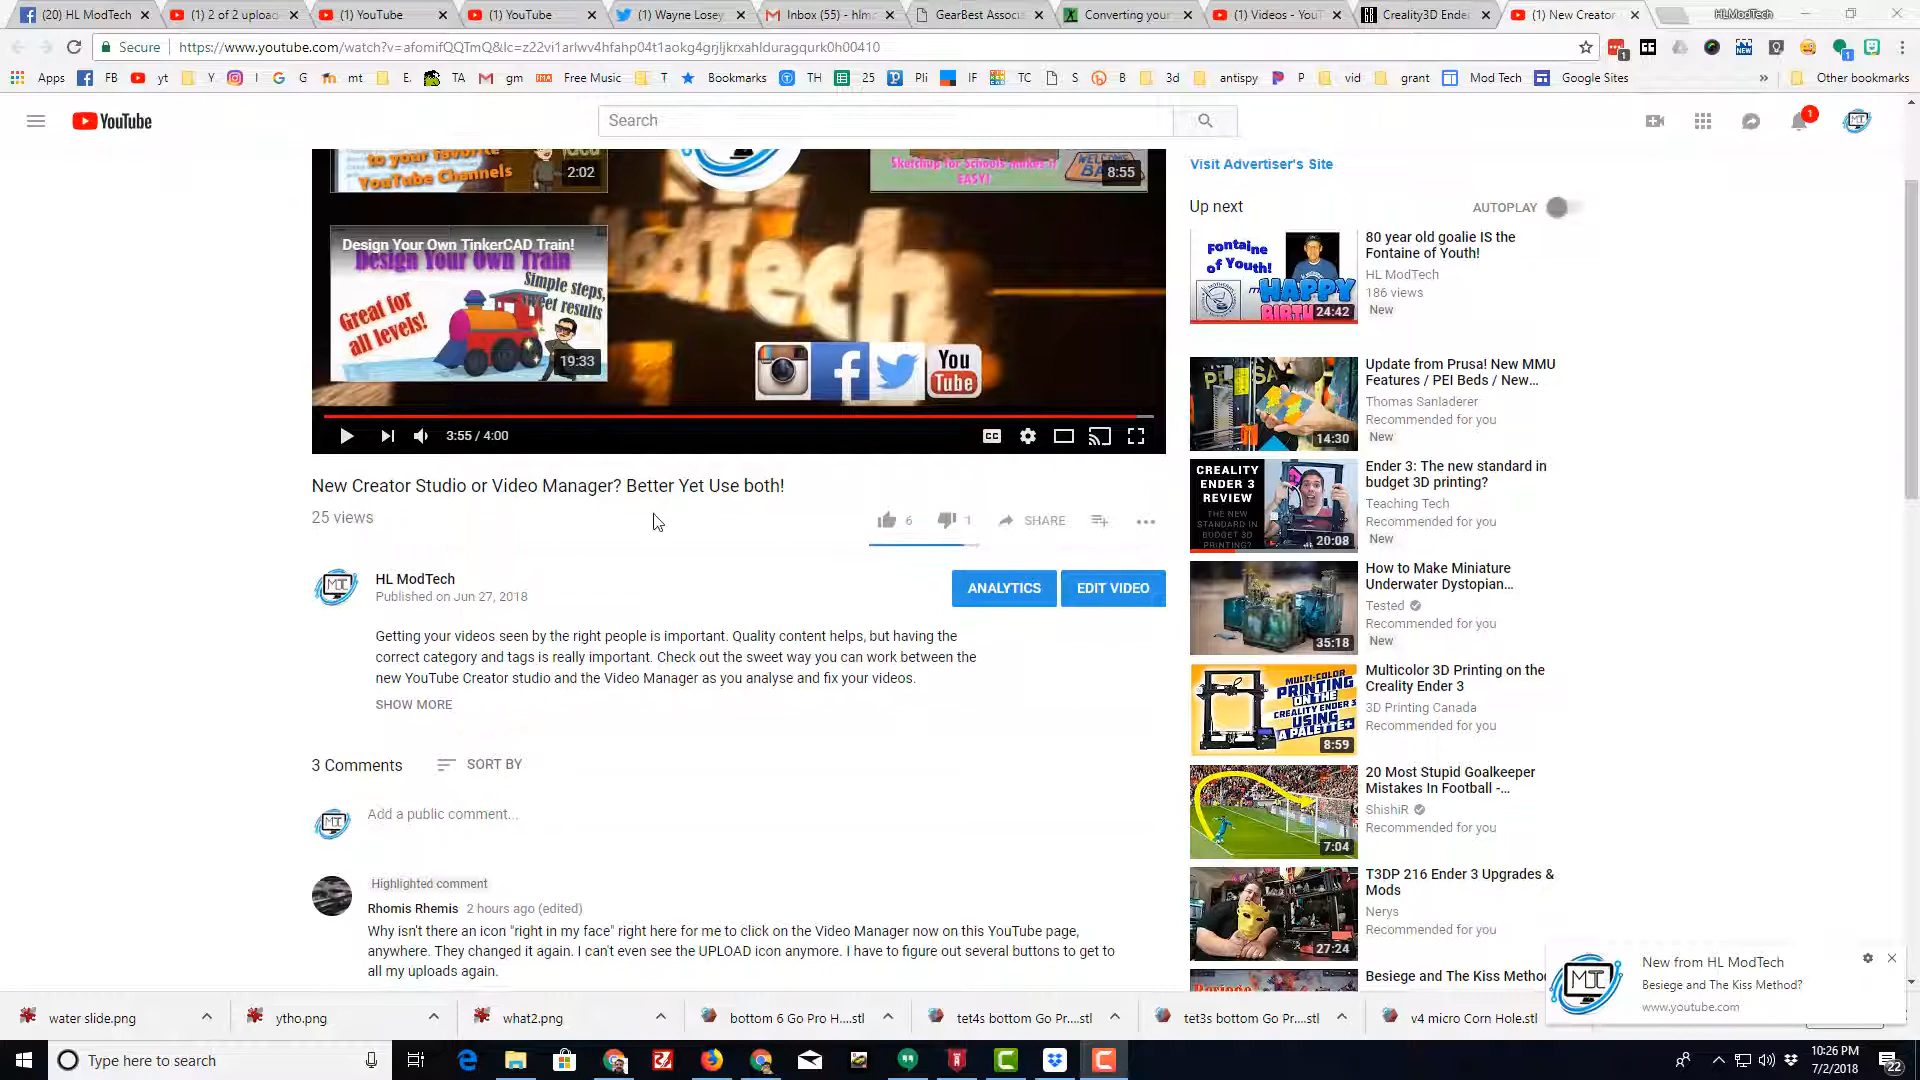 (20) HL ModTech
(1) 2 of 2 upload
(1) YouTube
(1) YouTube
(1) Wayne Losey
Inbox (55) - hlm
GearBest Associa
Converting your
(1) Videos - YouT
Creality3D Ender
(1) New Creator
HLModTech
Secure
https://www.youtube.com/watch?v=afomifQQTmQ&lc=z22vi1arlwv4hfahp04t1aokg4grjljkrxahlduragqurk0h00410
Apps FB yt Y I G mt E. TA gm Free Music T Bookmarks TH 25 Pli IF TC S B 3d antispy P vid grant Mod Tech Google Sites » Other bookmarks
YouTube
Search
1
to your favorite
YouTube Channels
2:02
Sketchup for Schools makes it
EASY!
8:55
Design Your Own TinkerCAD Train!
Design Your Own Train
Simple steps,
sweet results
Great for
all levels!
19:33
ModTech
You
Tube
3:55 / 4:00
CC
New Creator Studio or Video Manager? Better Yet Use both!
25 views
6
1
SHARE
HL ModTech
Published on Jun 27, 2018
ANALYTICS
EDIT VIDEO
Getting your videos seen by the right people is important. Quality content helps, but having the
correct category and tags is really important. Check out the sweet way you can work between the
new YouTube Creator studio and the Video Manager as you analyse and fix your videos.
SHOW MORE
3 Comments
SORT BY
Add a public comment...
Highlighted comment
Rhomis Rhemis 2 hours ago (edited)
Why isn't there an icon "right in my face" right here for me to click on the Video Manager now on this YouTube page,
anywhere. They changed it again. I can't even see the UPLOAD icon anymore. I have to figure out several buttons to get to
all my uploads again.
Visit Advertiser's Site
Up next
AUTOPLAY
Fontaine
of Youth!
HAPPY
24:42
80 year old goalie IS the
Fontaine of Youth!
HL ModTech
186 views
New
14:30
Update from Prusa! New MMU
Features / PEI Beds / New...
Thomas Sanladerer
Recommended for you
New
CREALITY
ENDER 3
REVIEW
THE NEW
STANDARD IN
BUDGET 3D
PRINTING?
20:08
Ender 3: The new standard in
budget 3D printing?
Teaching Tech
Recommended for you
New
35:18
How to Make Miniature
Underwater Dystopian...
Tested
Recommended for you
New
MULTI-COLOR
PRINTING
ON THE
CREALITY ENDER 3
USING
A PALETTE+
8:59
Multicolor 3D Printing on the
Creality Ender 3
3D Printing Canada
Recommended for you
7:04
20 Most Stupid Goalkeeper
Mistakes In Football -...
ShishiR
Recommended for you
27:24
T3DP 216 Ender 3 Upgrades &
Mods
Nerys
Recommended for you
Besiege and The Kiss Metho
New from HL ModTech
Besiege and The Kiss Method?
www.youtube.com
water slide.png
ytho.png
what2.png
bottom 6 Go Pro H....stl
tet4s bottom Go Pr....stl
tet3s bottom Go Pr....stl
v4 micro Corn Hole.stl
Type here to search
10:26 PM
7/2/2018
22